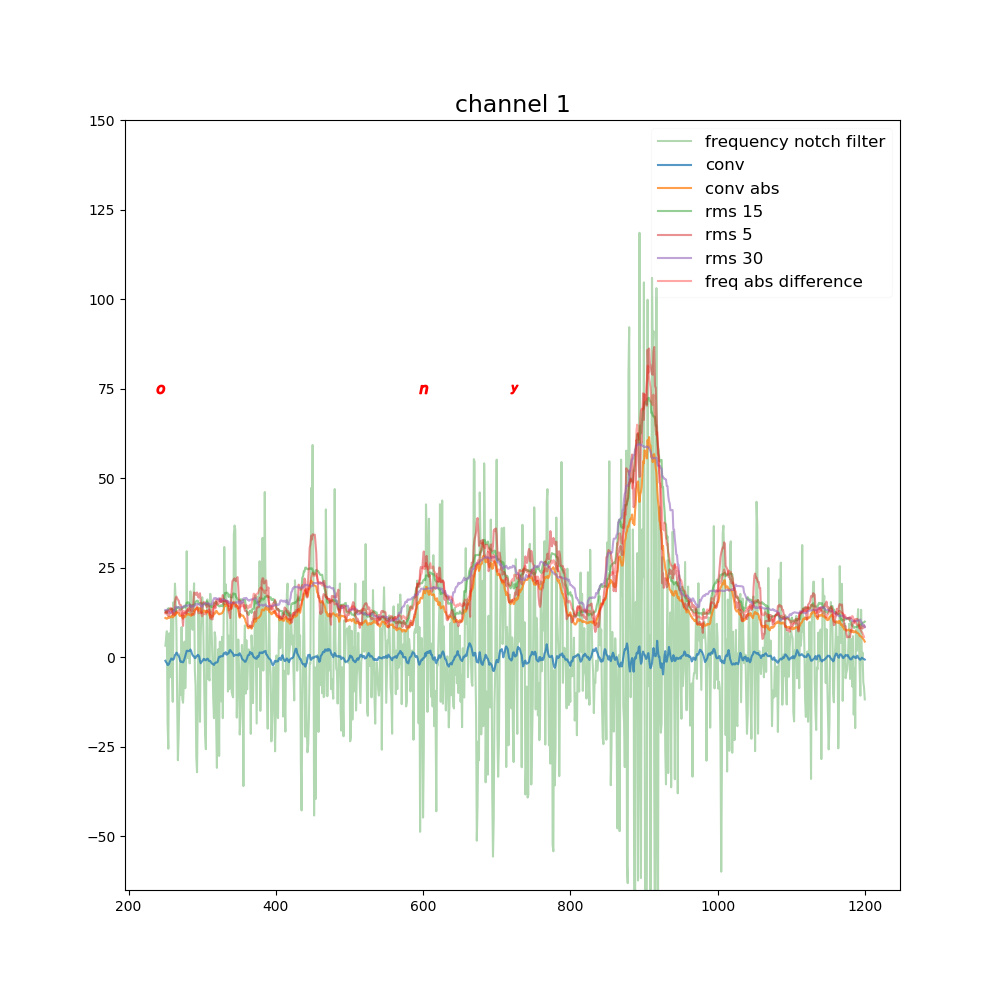 channel 1
150
125
100
75
50
25
0
−25
−50
o n y
frequency notch filter
conv
conv abs
rms 15
rms 5
rms 30
freq abs difference
200 400 600 800 1000 1200